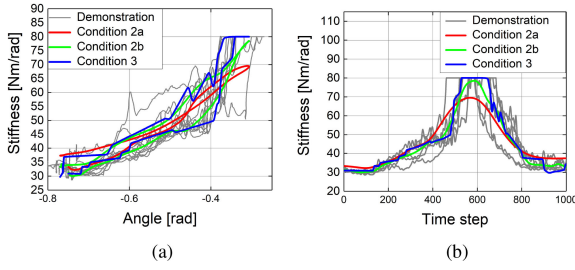 Demonstration
Condition 2a
Condition 2b
Condition 3
Stiffness [Nm/rad]
90
85
80
75
70
65
60
55
50
45
40
35
30
25
-0.8
-0.6
-0.4
Angle [rad]
(a)
Demonstration
Condition 2a
Condition 2b
Condition 3
Stiffness [Nm/rad]
110
100
90
80
70
60
50
40
30
20
0
200
400
600
800
1000
Time step
(b)